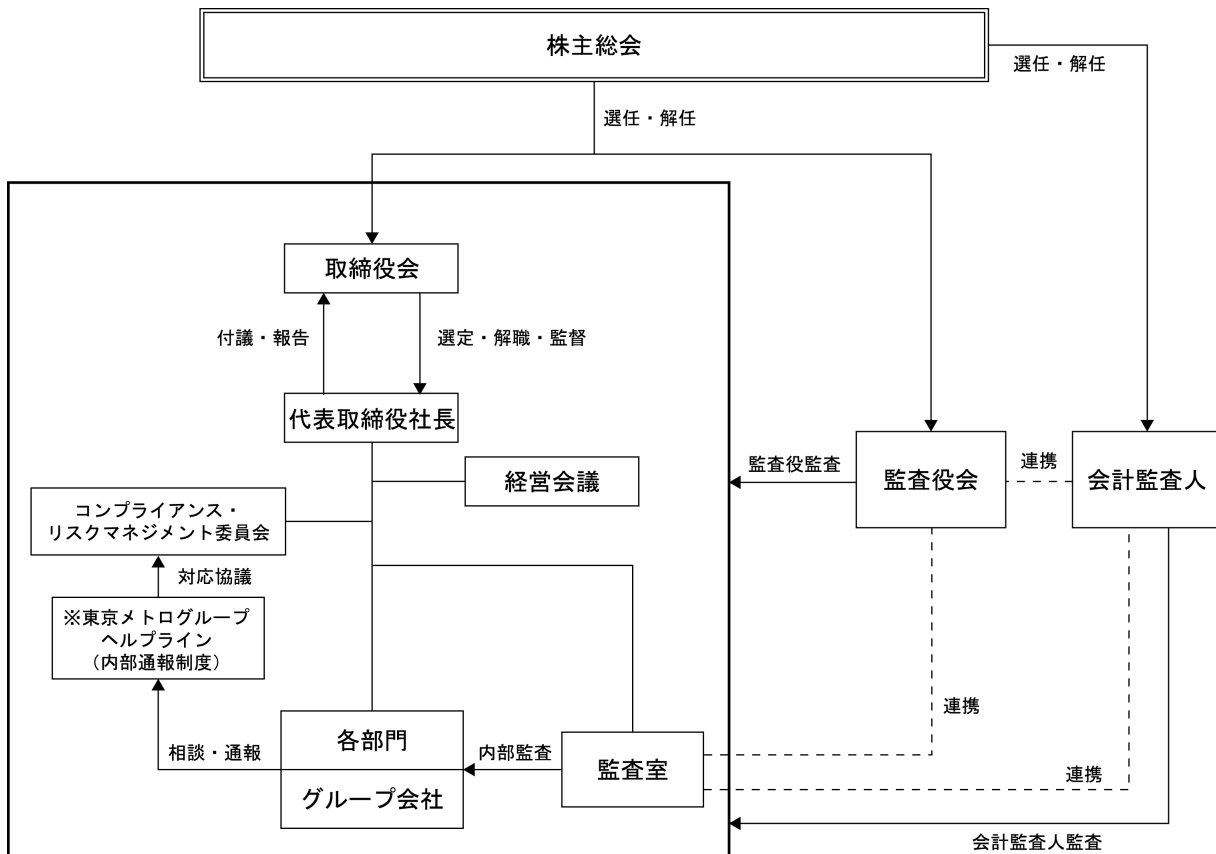 株主総会
選任・解任
選任・解任
取締役会
付議・報告
選定・解職・監督
代表取締役社長
監査役監査
監査役会
連携
会計監査人
経営会議
コンプライアンス・
リスクマネジメント委員会
対応協議
※東京メトログループ
ヘルプライン
（内部通報制度）
連携
相談・通報
各部門
グループ会社
内部監査
監査室
連携
会計監査人監査